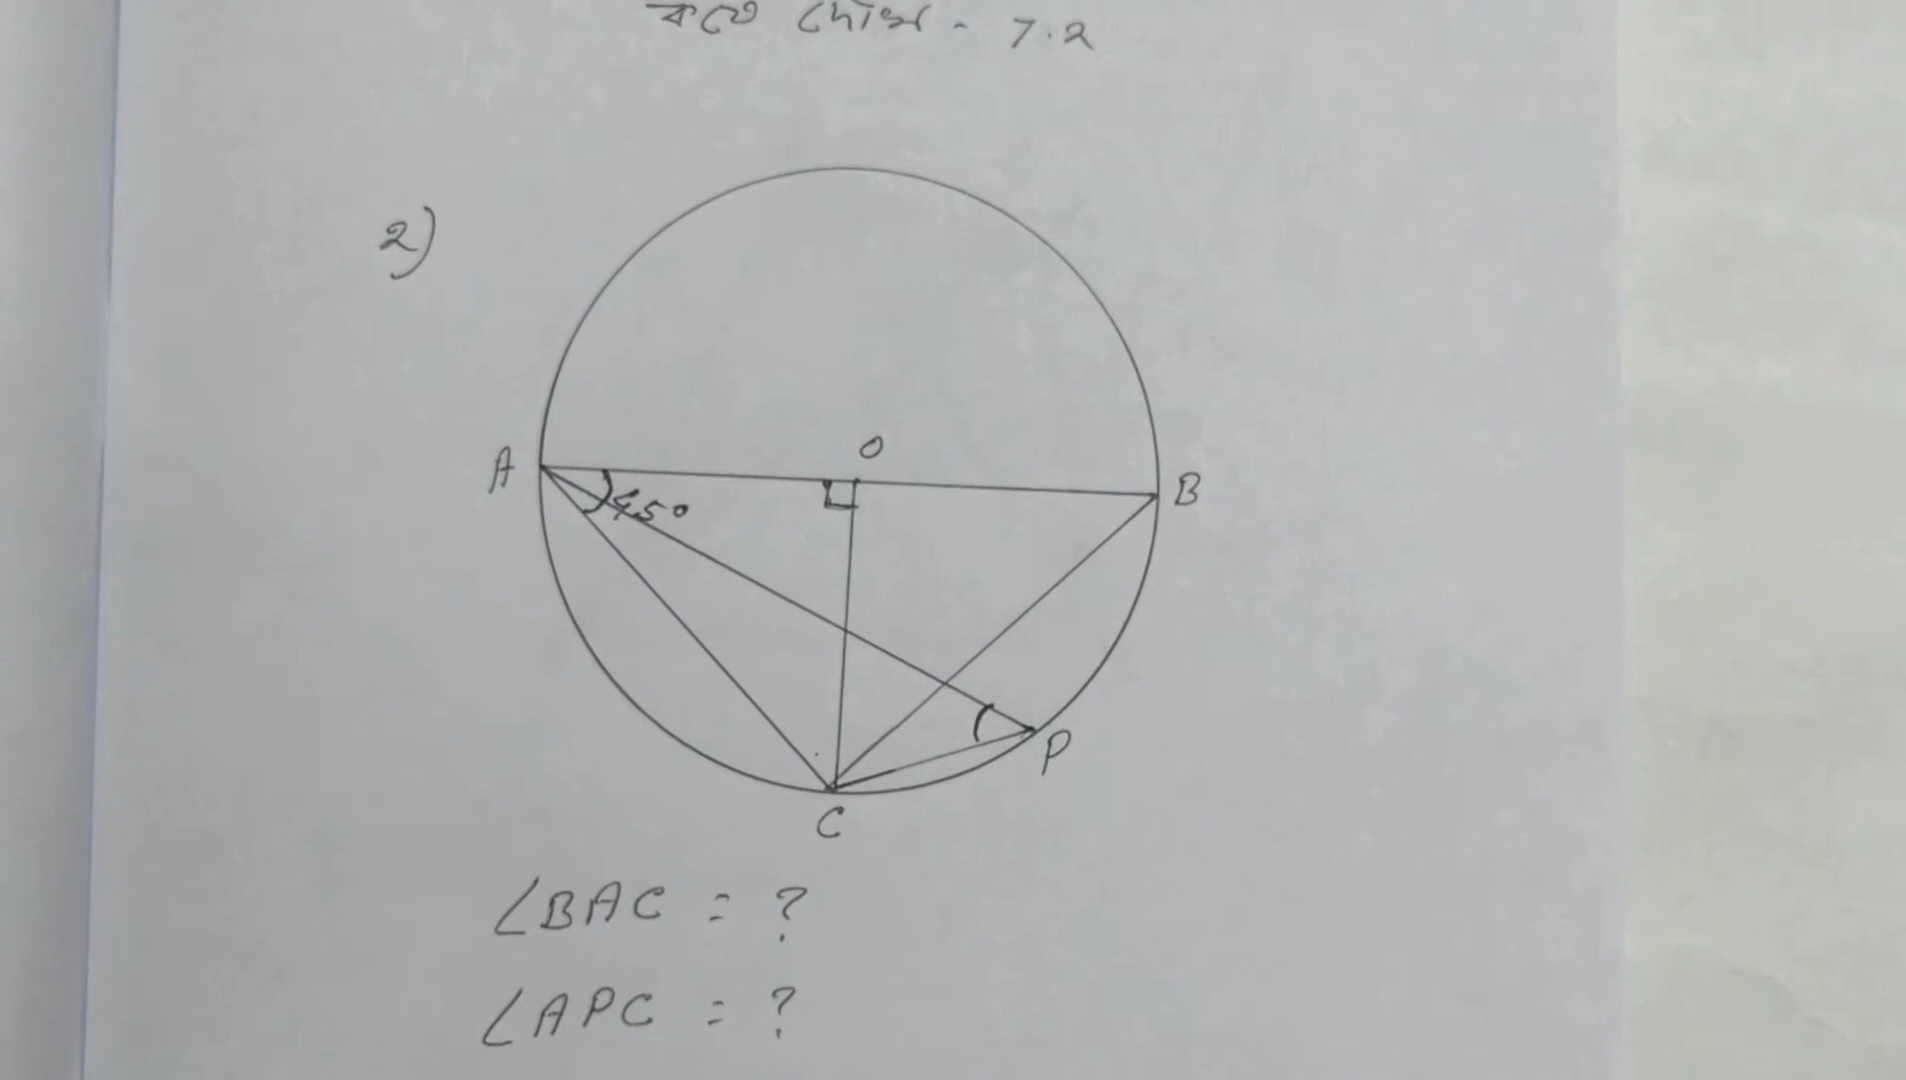 কষে দেখি - 7.2
2)
O
A
B
45°
P
C
∠BAC = ?
∠APC = ?